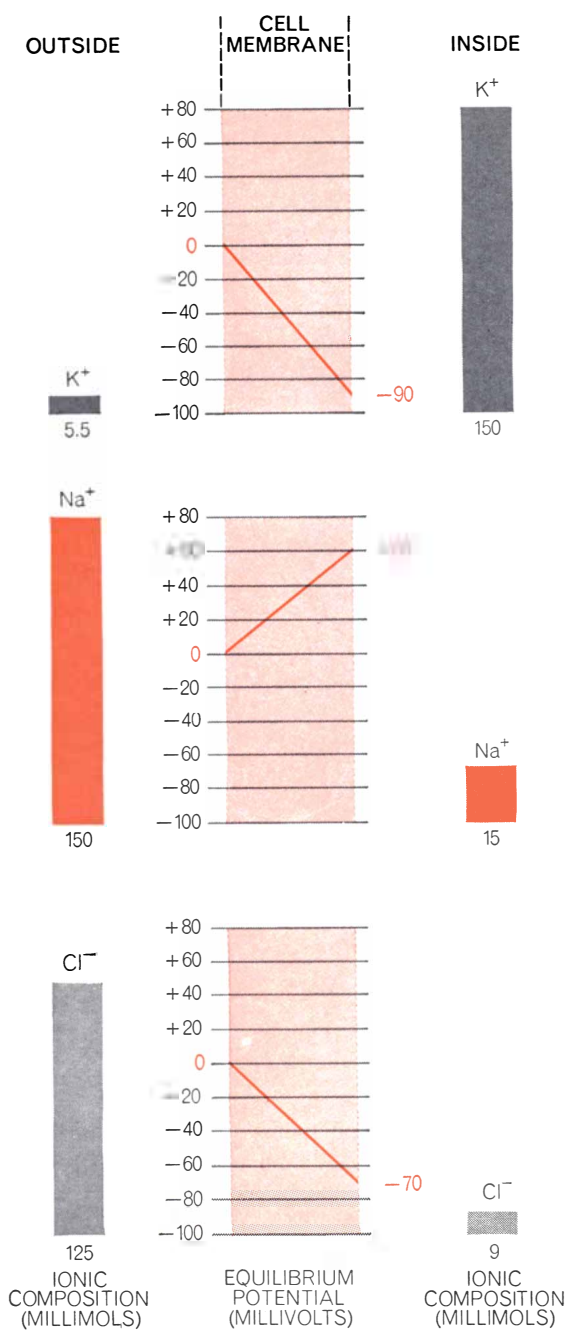 OUTSIDE
CELL
MEMBRANE
INSIDE
K+
+80
+60
+40
+20
0
−20
−40
−60
−80
−100
−90
K+
5.5
150
Na+
+80
+40
+20
0
−20
−40
−60
−80
−100
150
Na+
15
Cl−
+80
+60
+40
+20
0
−20
−40
−60
−80
−100
−70
125
Cl−
9
IONIC
COMPOSITION
(MILLIMOLS)
EQUILIBRIUM
POTENTIAL
(MILLIVOLTS)
IONIC
COMPOSITION
(MILLIMOLS)